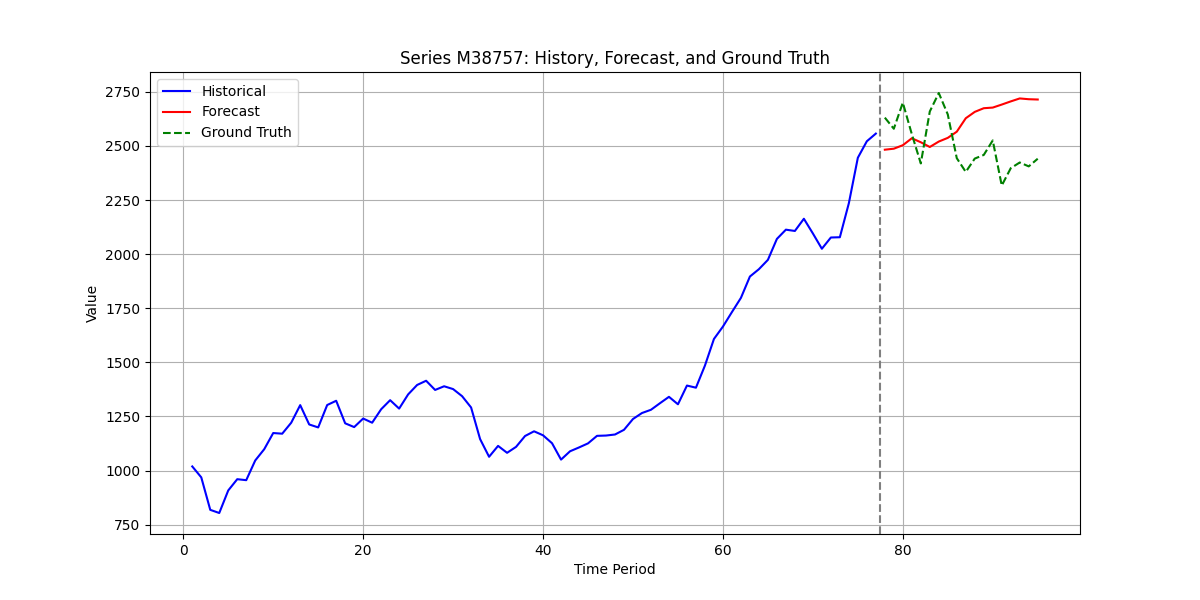 Series M38757: History, Forecast, and Ground Truth
Historical
Forecast
Ground Truth
2750
2500
2250
2000
1750
1500
1250
1000
750
Value
0 20 40 60 80
Time Period